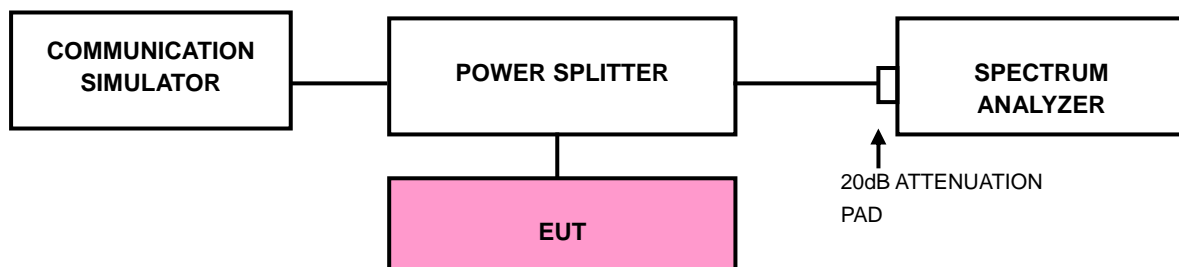 COMMUNICATION
SIMULATOR
POWER SPLITTER
SPECTRUM
ANALYZER
20dB ATTENUATION
PAD
EUT